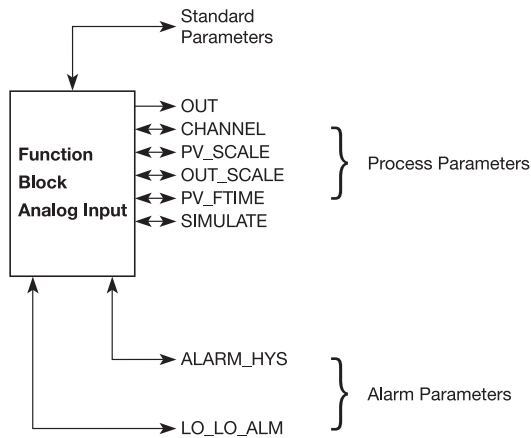 Standard
Parameters
OUT
CHANNEL
PV_SCALE
OUT_SCALE
PV_FTIME
SIMULATE
Function
Block
Analog Input
Process Parameters
ALARM_HYS
LO_LO_ALM
Alarm Parameters